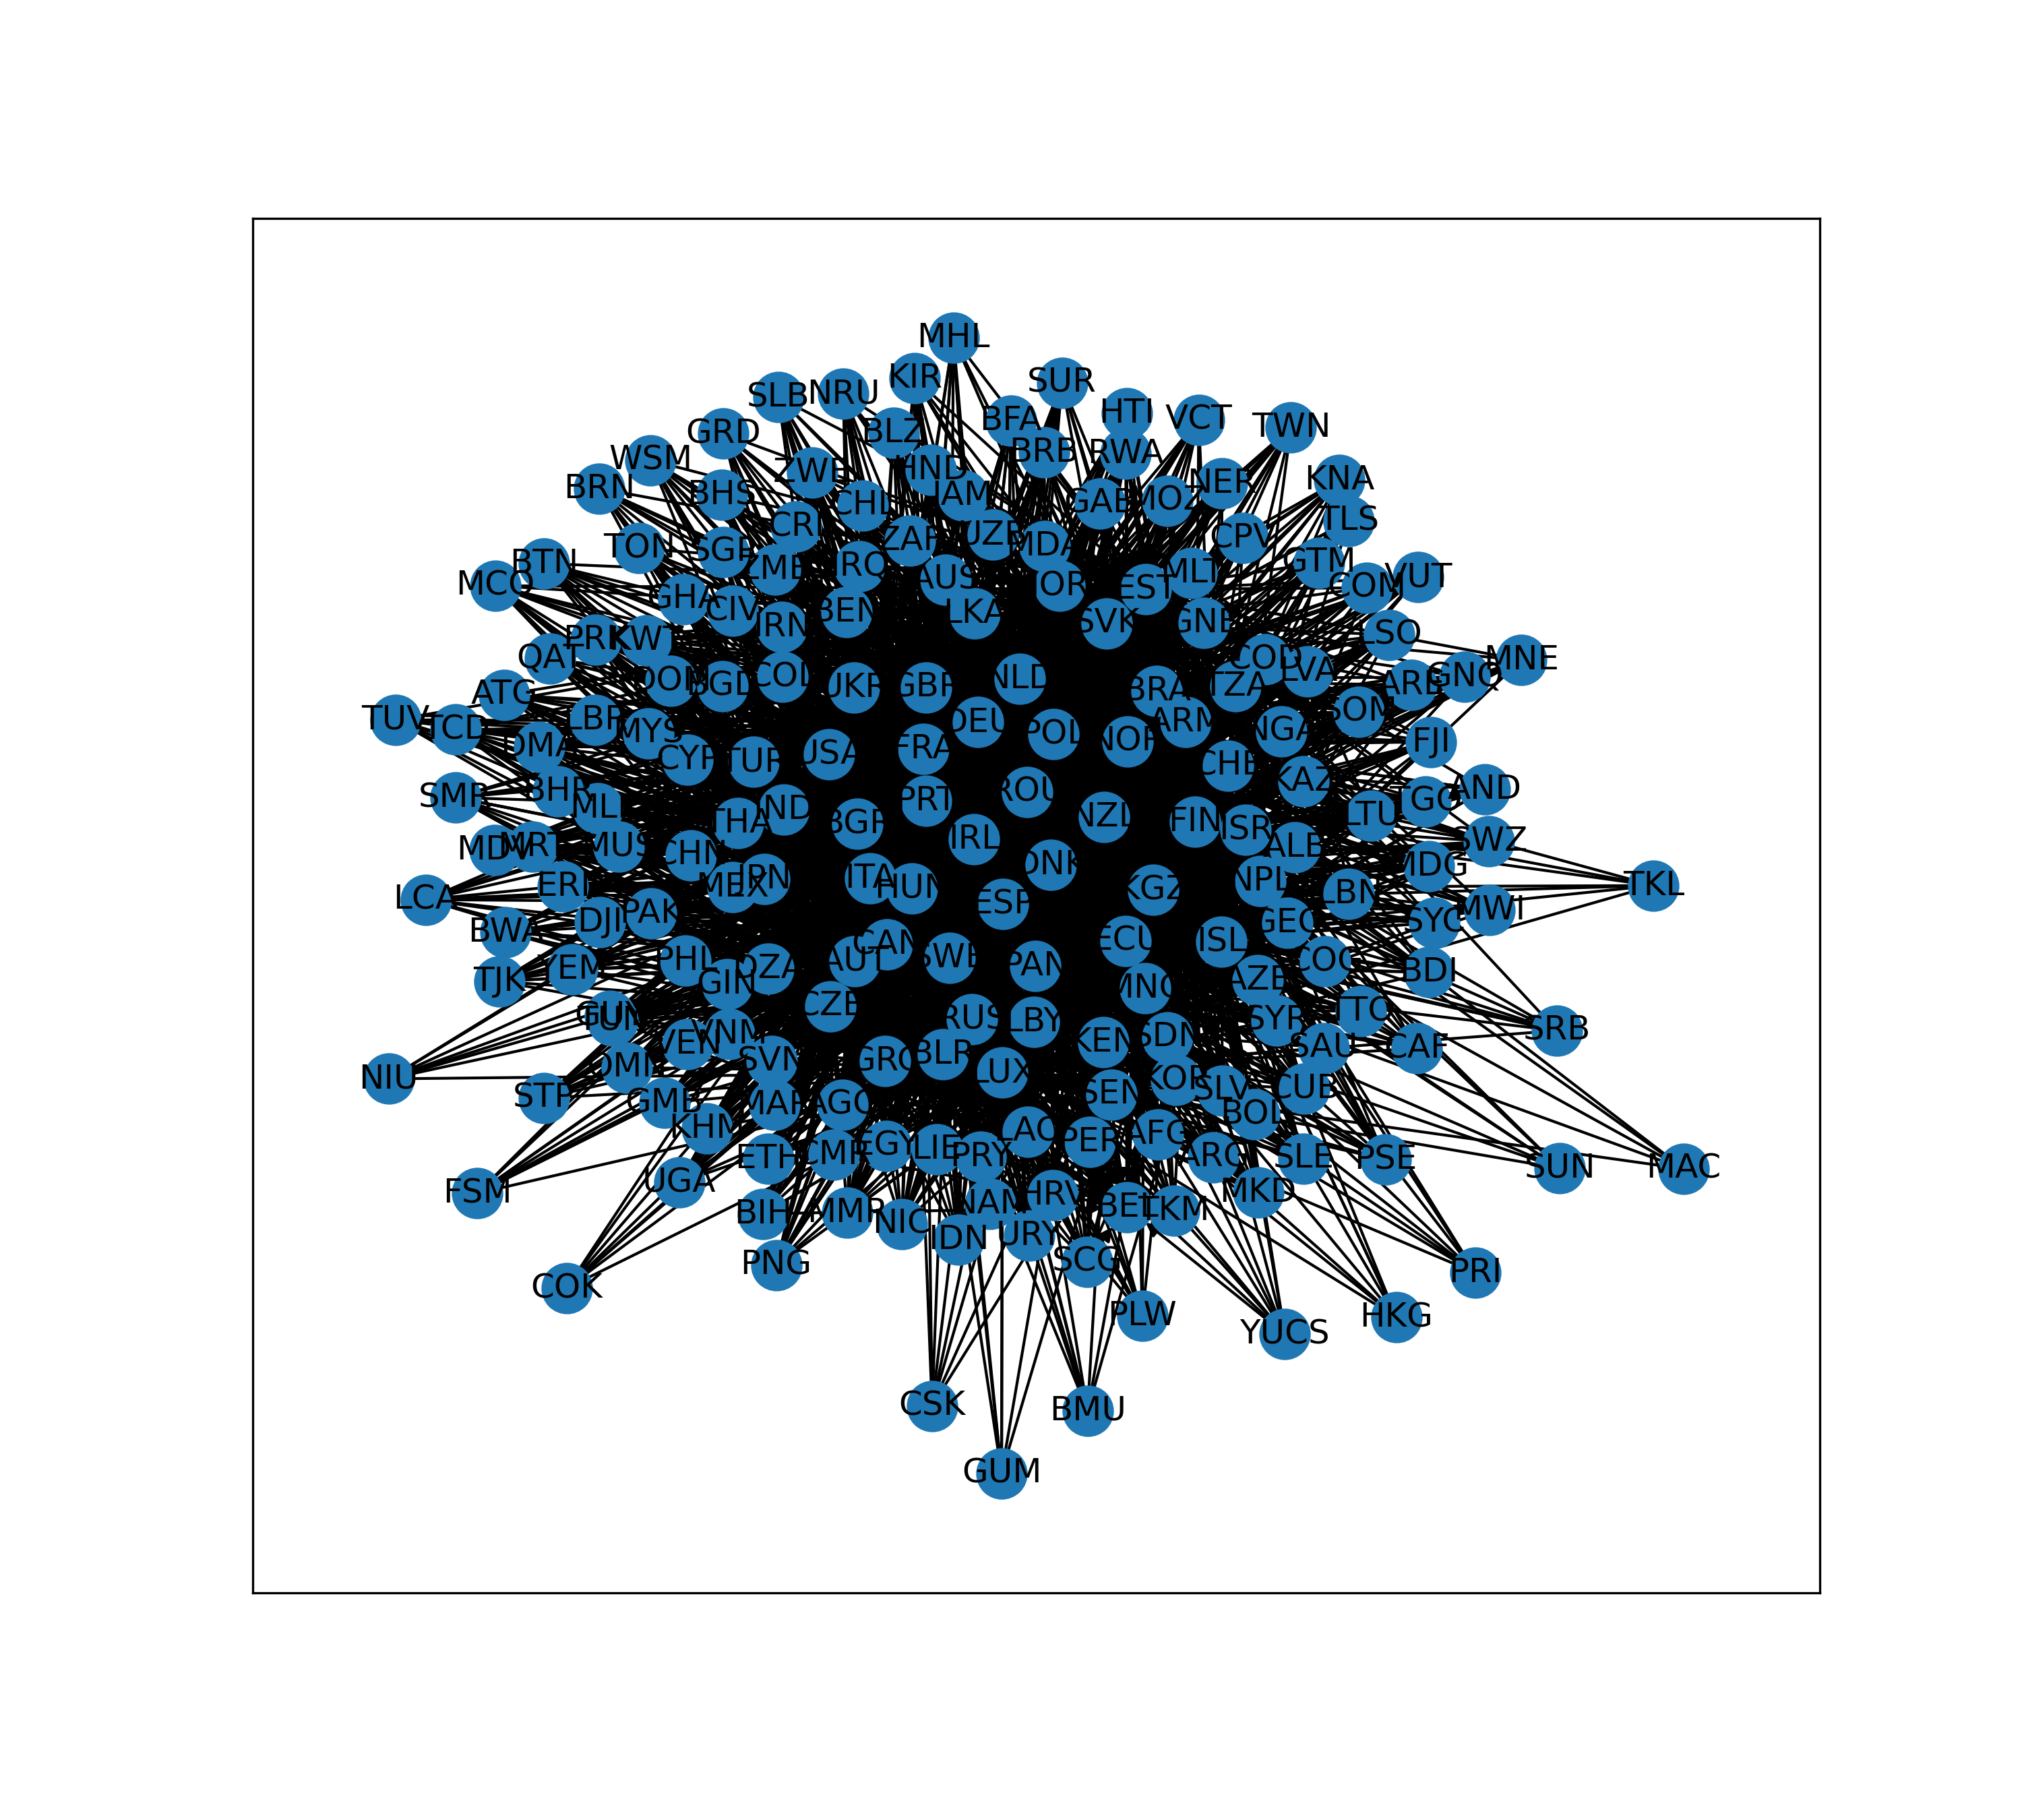 MHL
KIR
SUR
SLB
NRU
HTI
VCT
BFA
TWN
GRD
BLZ
BRB
RWA
WSM
ZWE
HND
NER
KNA
BRN
BHS
CHL
JAM
GAB
MOZ
TLS
CRI
ZAF
UZB
MDA
CPV
TON
SGP
BTN
MCO
ZMB
IRQ
AUS
EST
MLT
GTM
COM
VUT
GHA
CIV
BEN
LKA
SVK
GNB
LSO
PRK
KWT
IRN
QAT
COD
LVA
MNE
DOM
BGD
COL
UKR
GBR
NLD
BRA
TZA
ARE
GNQ
ATG
TUV
TCD
LBR
MYS
DEU
ARM
SOM
POL
NOR
NGA
FJI
DMA
CYP
TUR
USA
FRA
CHE
KAZ
BHR
SMR
MLI
THA
IND
BGR
PRT
ROU
NZL
FIN
ISR
LTU
TGO
AND
SWZ
MDV
MRT
MUS
CHN
IRL
ALB
MDG
ERI
MEX
JPN
ITA
HUN
DNK
KGZ
NPL
LBN
TKL
LCA
DJI
PAK
ESP
GEO
SYC
MWI
BWA
CAN
ECU
ISL
PHL
DZA
AUT
SWE
PAN
COG
BDI
TJK
YEM
GIN
AZE
MNG
CZE
RUS
LBY
SYR
TTO
SRB
TUN
VEN
VNM
KEN
SDN
SAU
CAF
NIU
SVN
GRC
BLR
LUX
KOR
SLV
CUB
STP
GMB
MAR
AGO
SEN
BOL
KHM
LAO
PER
AFG
ETH
CMR
EGY
LIE
PRY
ARG
SLE
PSE
SUN
MAC
FSM
UGA
NAM
HRV
MKD
BIH
MMR
NIC
IDN
URY
TKM
PNG
SCG
COK
PRI
PLW
HKG
YUCS
CSK
BMU
GUM